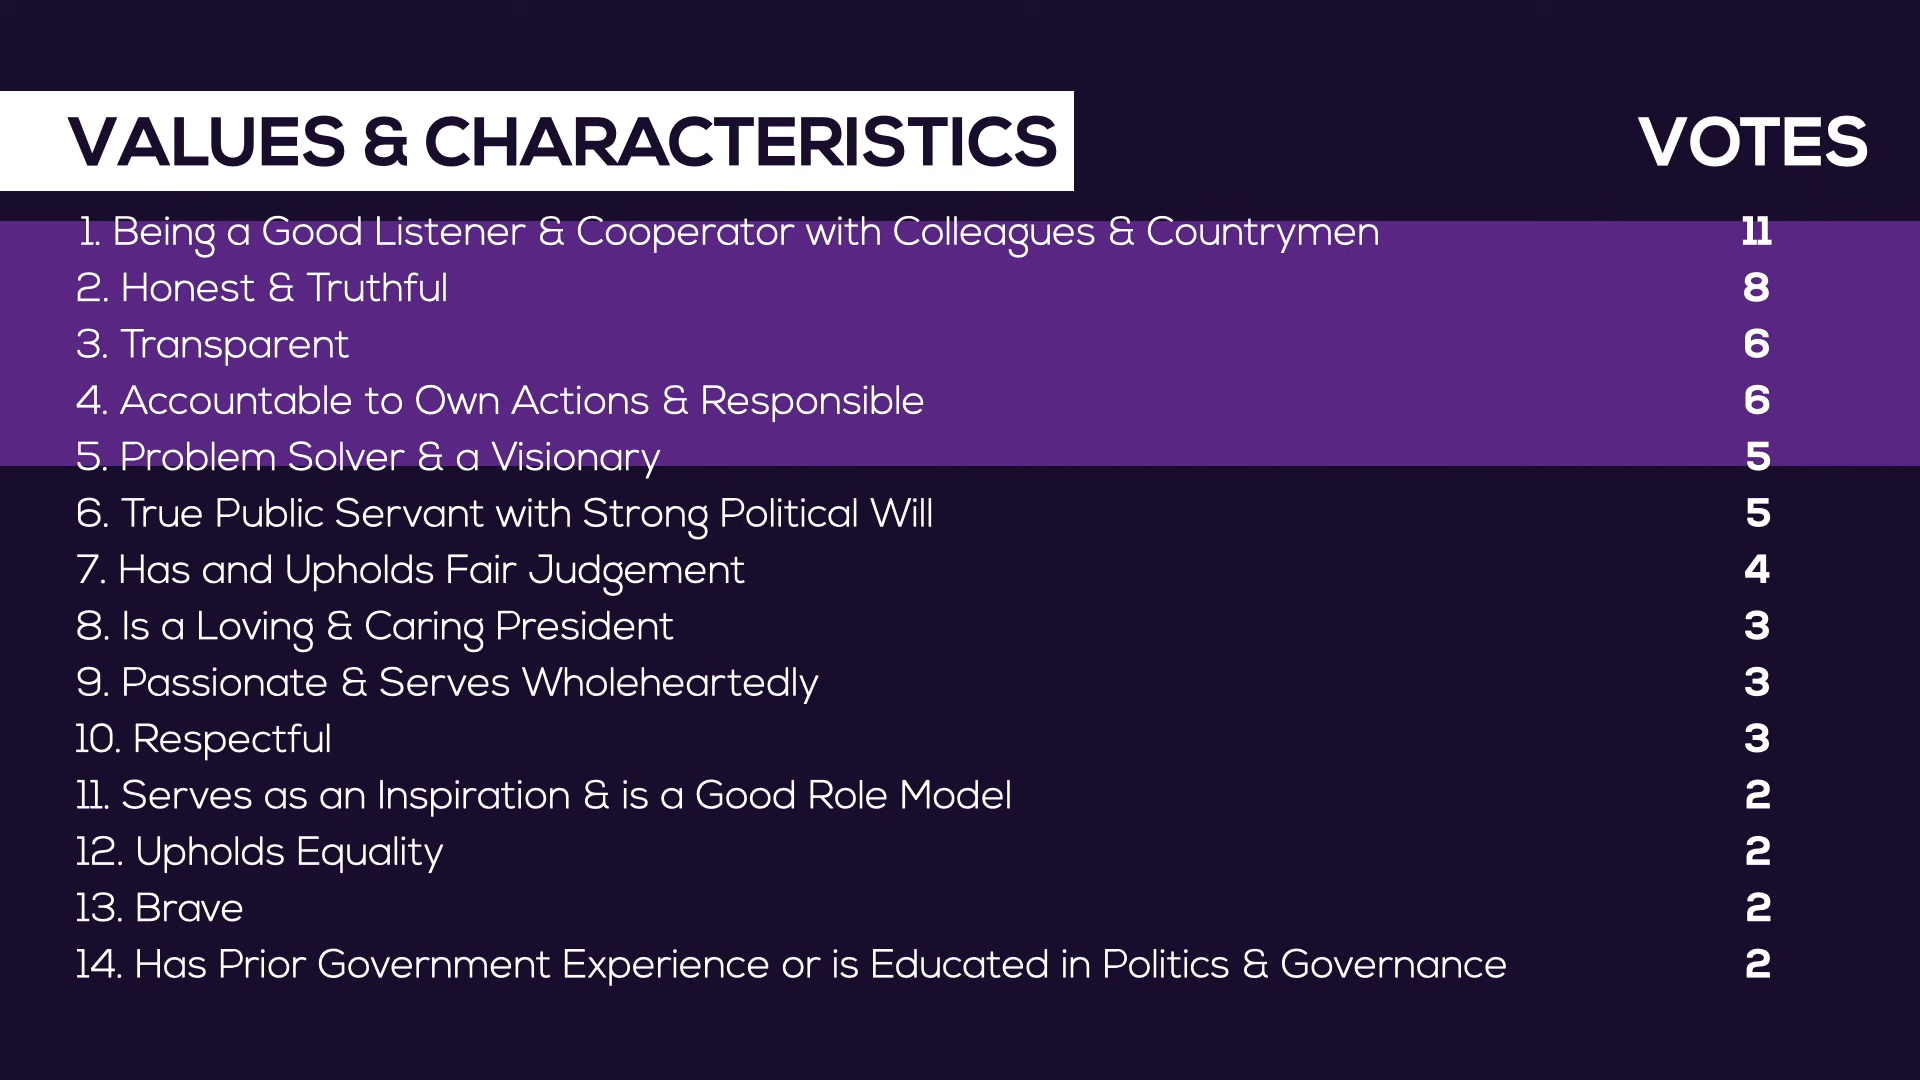 VALUES & CHARACTERISTICS VOTES
1. Being a Good Listener & Cooperator with Colleagues & Countrymen 11
2. Honest & Truthful 8
3. Transparent 6
4. Accountable to Own Actions & Responsible 6
5. Problem Solver & a Visionary 5
6. True Public Servant with Strong Political Will 5
7. Has and Upholds Fair Judgement 4
8. Is a Loving & Caring President 3
9. Passionate & Serves Wholeheartedly 3
10. Respectful 3
11. Serves as an Inspiration & is a Good Role Model 2
12. Upholds Equality 2
13. Brave 2
14. Has Prior Government Experience or is Educated in Politics & Governance 2